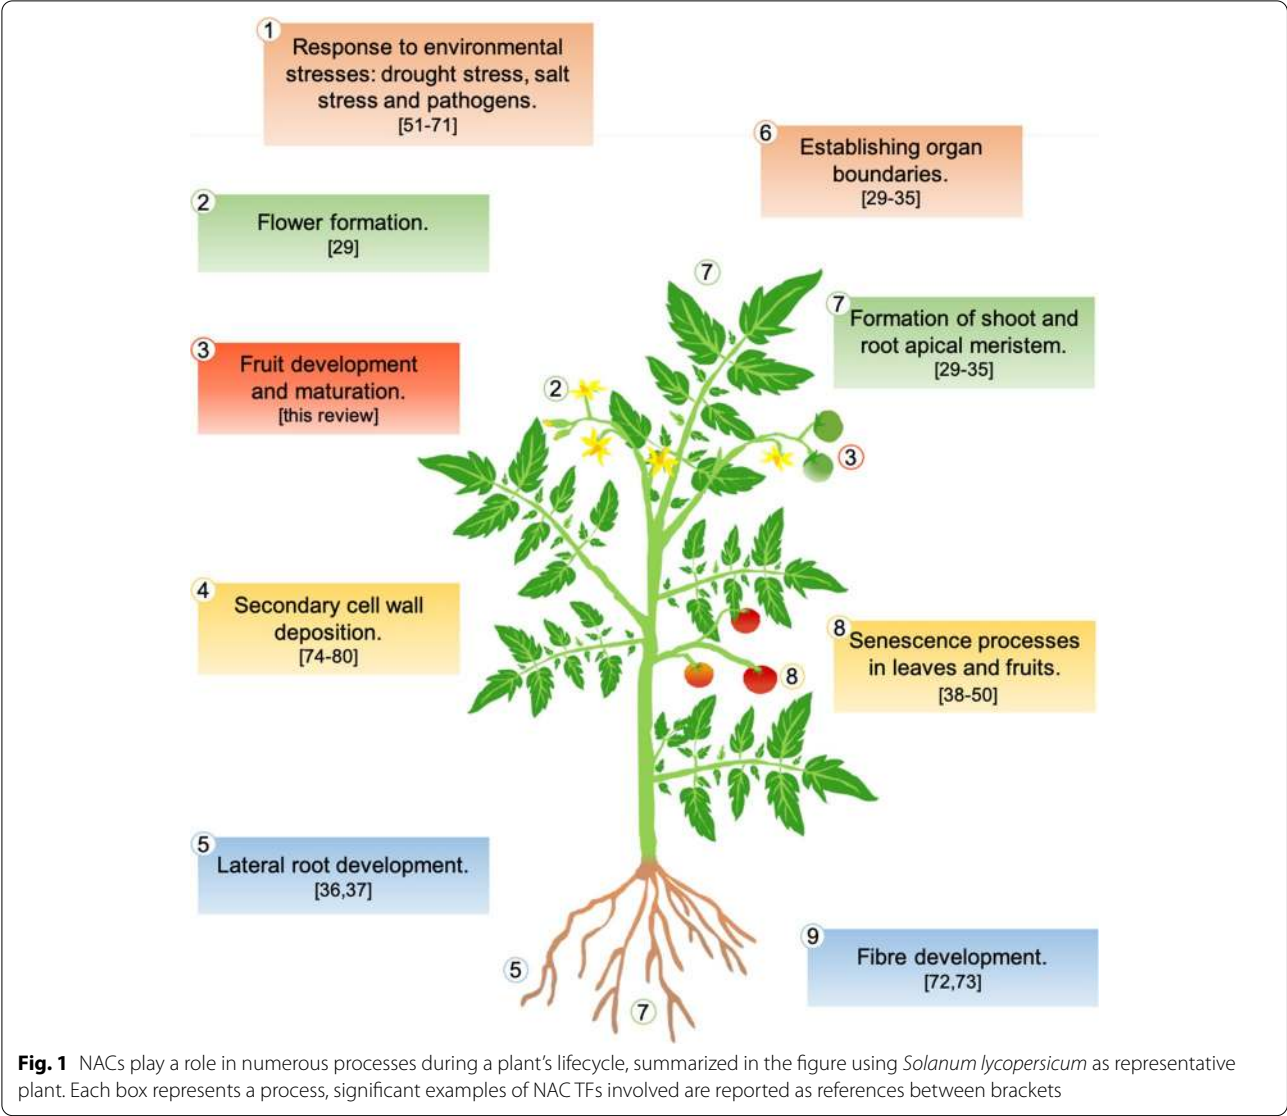 1
Response to environmental
stresses: drought stress, salt
stress and pathogens.
[51-71]
6
Establishing organ
boundaries.
[29-35]
2
Flower formation.
[29]
7
7
Formation of shoot and
root apical meristem.
[29-35]
3
Fruit development
and maturation.
[this review]
2
3
4
Secondary cell wall
deposition.
[74-80]
8
Senescence processes
in leaves and fruits.
[38-50]
8
5
Lateral root development.
[36,37]
9
Fibre development.
[72,73]
5
7
Fig. 1 NACs play a role in numerous processes during a plant's lifecycle, summarized in the figure using Solanum lycopersicum as representative
plant. Each box represents a process, significant examples of NAC TFs involved are reported as references between brackets